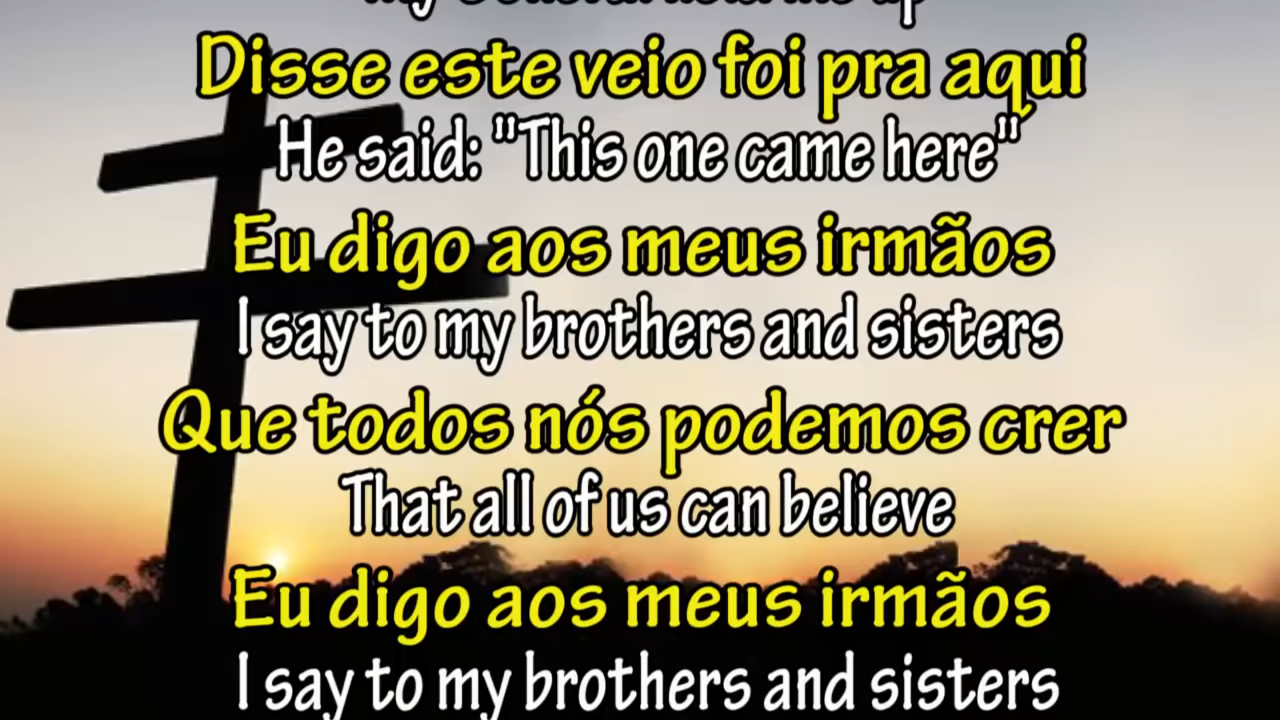 Disse este veio foi pra aqui
He said: "This one came here"
Eu digo aos meus irmãos
I say to my brothers and sisters
Que todos nós podemos crer
That all of us can believe
Eu digo aos meus irmãos
I say to my brothers and sisters